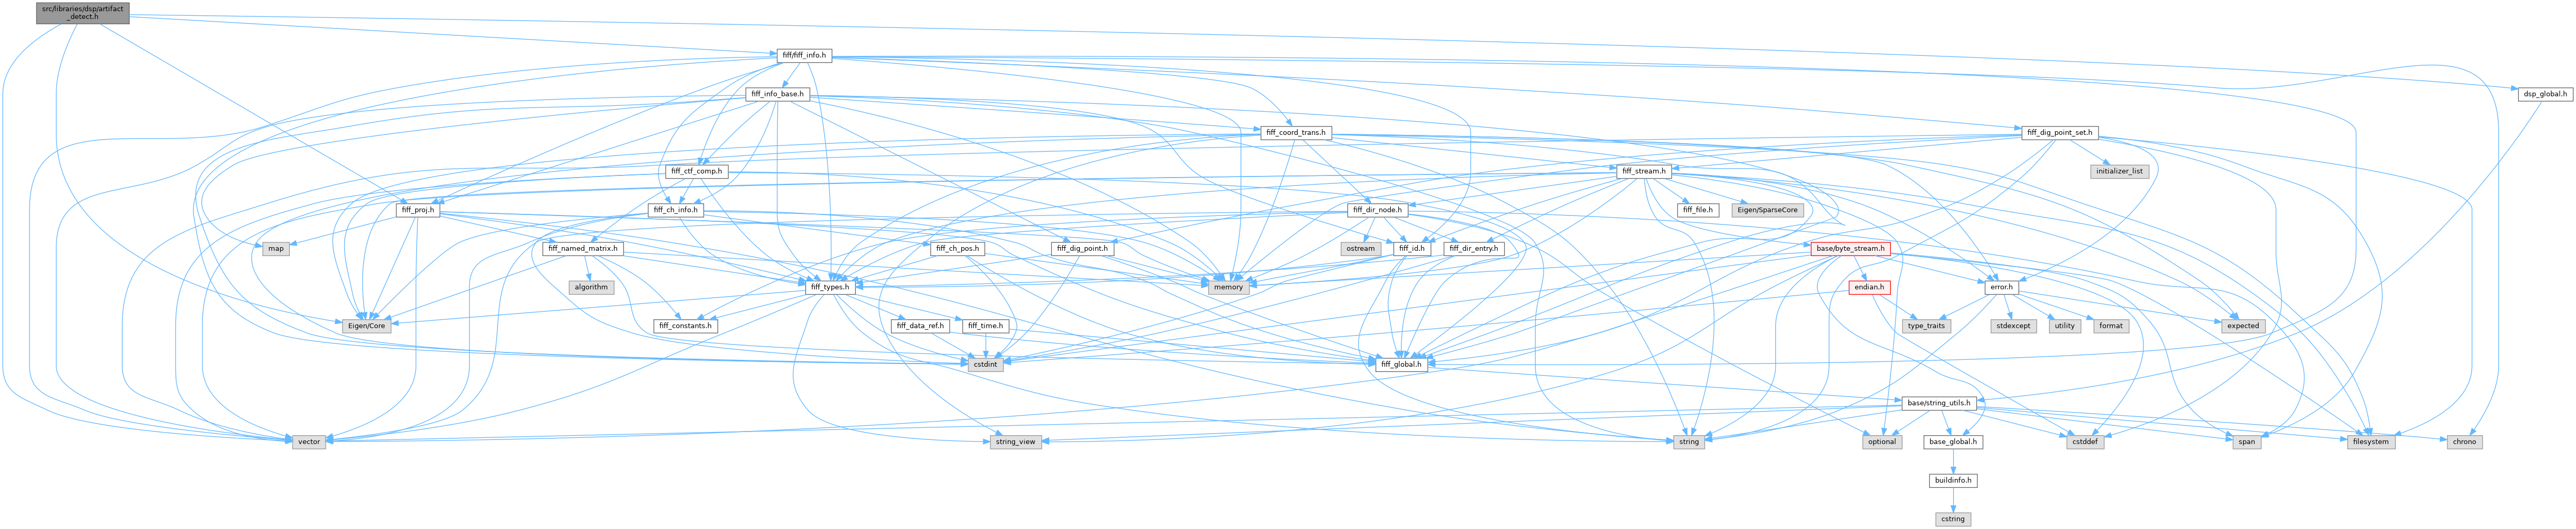 src/libraries/dsp/artifact
_detect.h
fiff/fiff_info.h
fiff_info_base.h
dsp_global.h
fiff_coord_trans.h
fiff_dig_point_set.h
fiff_ctf_comp.h
fiff_stream.h
initializer_list
fiff_proj.h
fiff_ch_info.h
fiff_dir_node.h
fiff_file.h
Eigen/SparseCore
map
fiff_named_matrix.h
fiff_ch_pos.h
fiff_dig_point.h
ostream
fiff_id.h
fiff_dir_entry.h
base/byte_stream.h
algorithm
fiff_types.h
memory
endian.h
error.h
Eigen/Core
fiff_constants.h
fiff_data_ref.h
fiff_time.h
type_traits
stdexcept
utility
format
expected
cstdint
fiff_global.h
base/string_utils.h
vector
string_view
string
optional
base_global.h
cstddef
span
filesystem
chrono
buildinfo.h
cstring